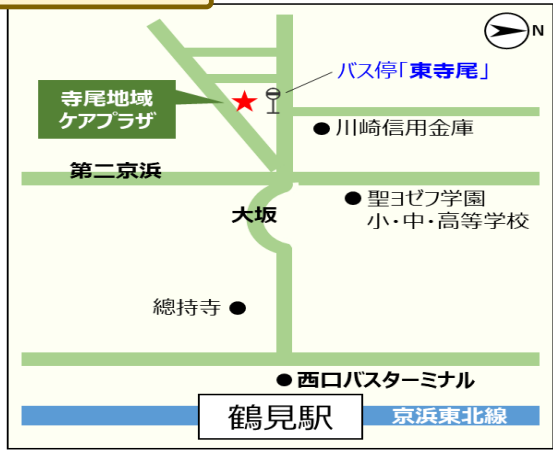 N
バス停「東寺尾」
寺尾地域
ケアプラザ
川崎信用金庫
第二京浜
聖ヨゼフ学園
小・中・高等学校
大坂
總持寺
西口バスターミナル
鶴見駅
京浜東北線